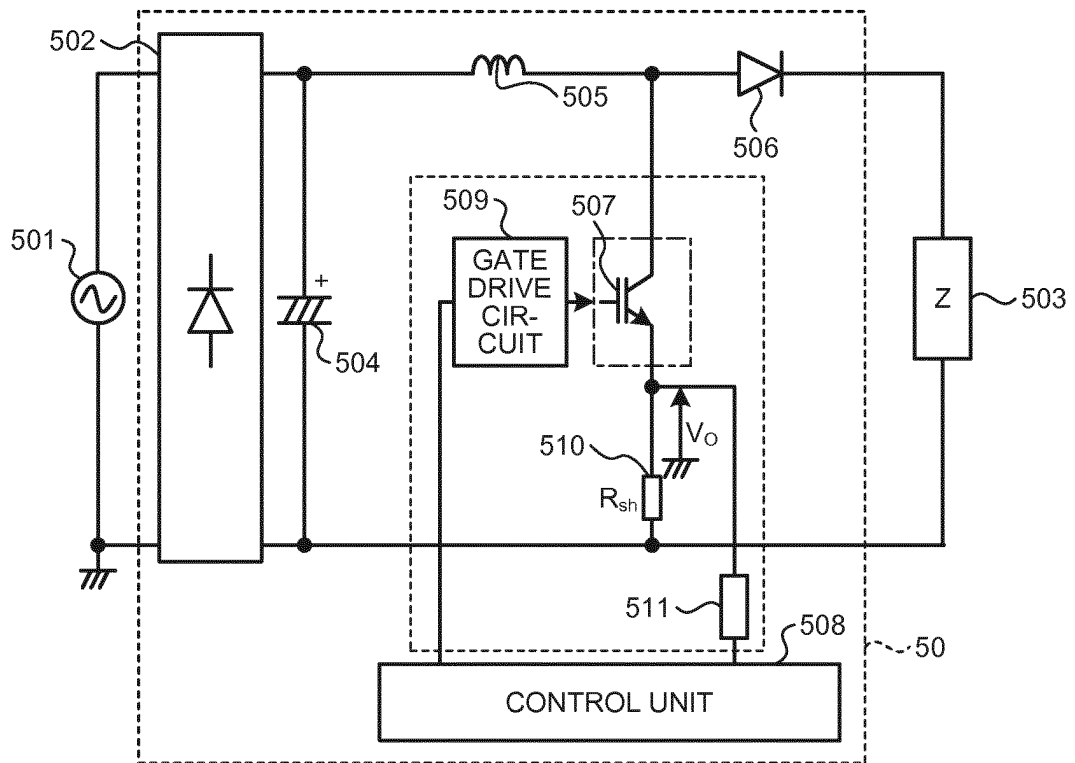 502
505
506
509
507
501
GATE
DRIVE
CIR-
CUIT
+
504
Z
503
510
VO
Rsh
511
508
50
CONTROL UNIT